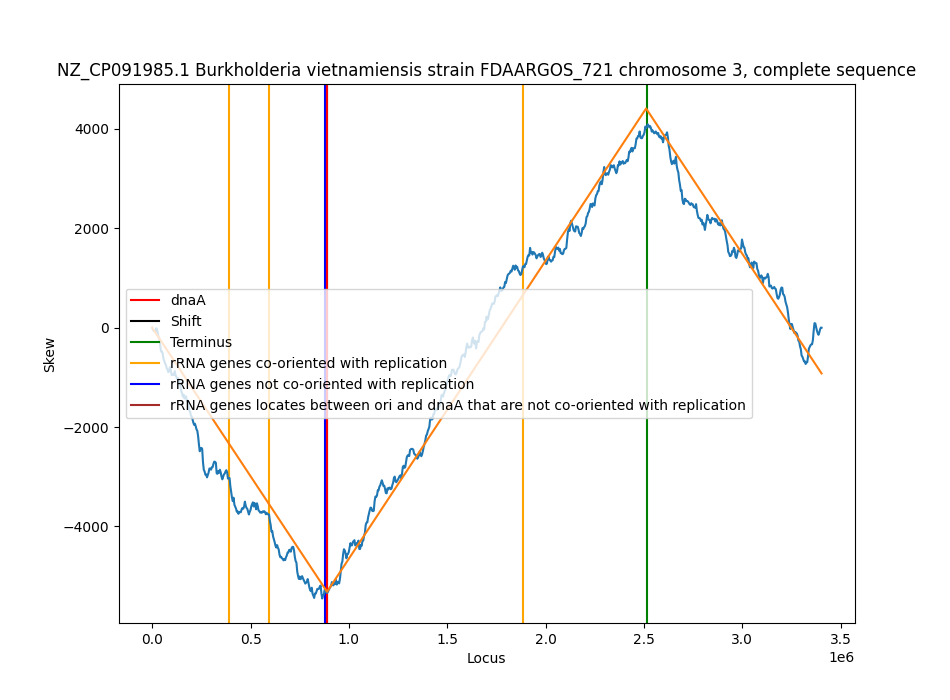 NZ_CP091985.1 Burkholderia vietnamiensis strain FDAARGOS_721 chromosome 3, complete sequence
4000
2000
0
−2000
−4000
Skew
dnaA
Shift
Terminus
rRNA genes co-oriented with replication
rRNA genes not co-oriented with replication
rRNA genes locates between ori and dnaA that are not co-oriented with replication
0.0 0.5 1.0 1.5 2.0 2.5 3.0 3.5
1e6
Locus